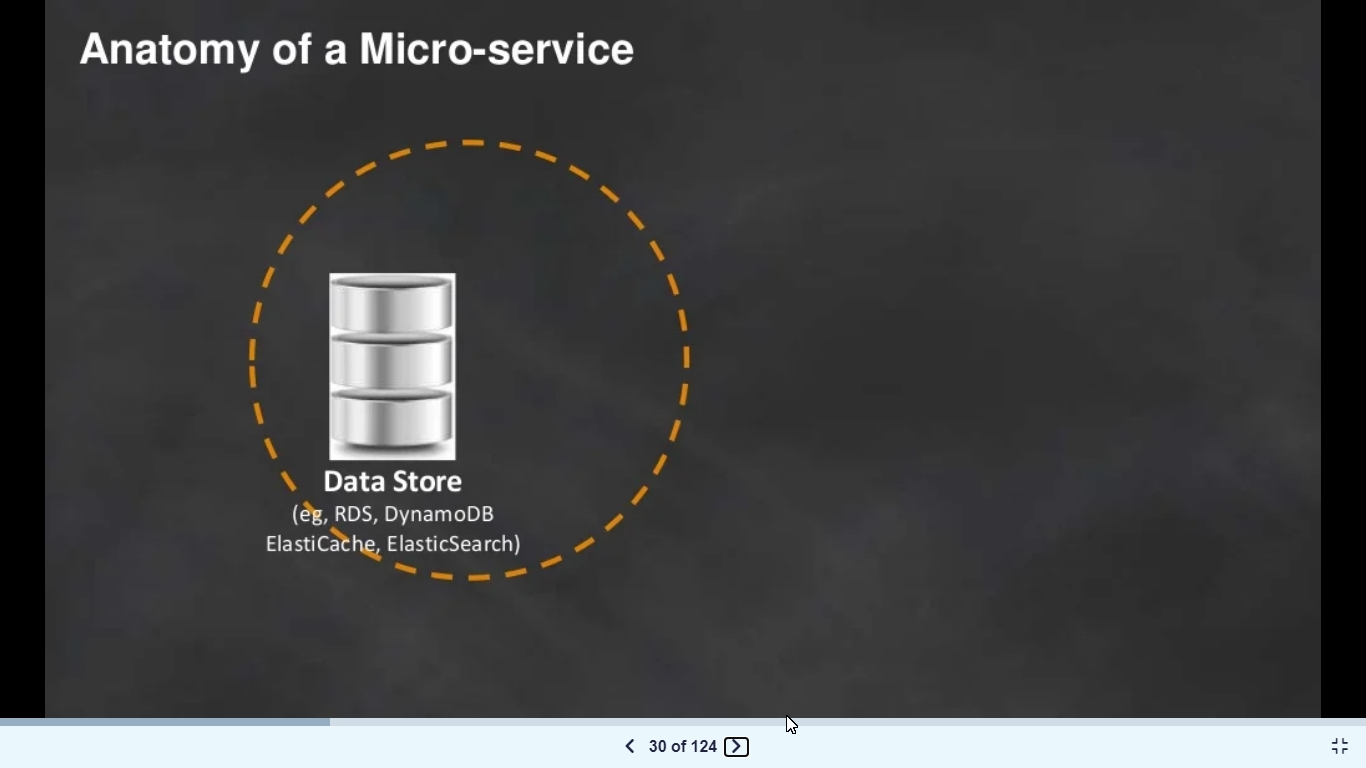 Anatomy of a Micro-service
Data Store
(eg, RDS, DynamoDB
ElastiCache, ElasticSearch)
30 of 124